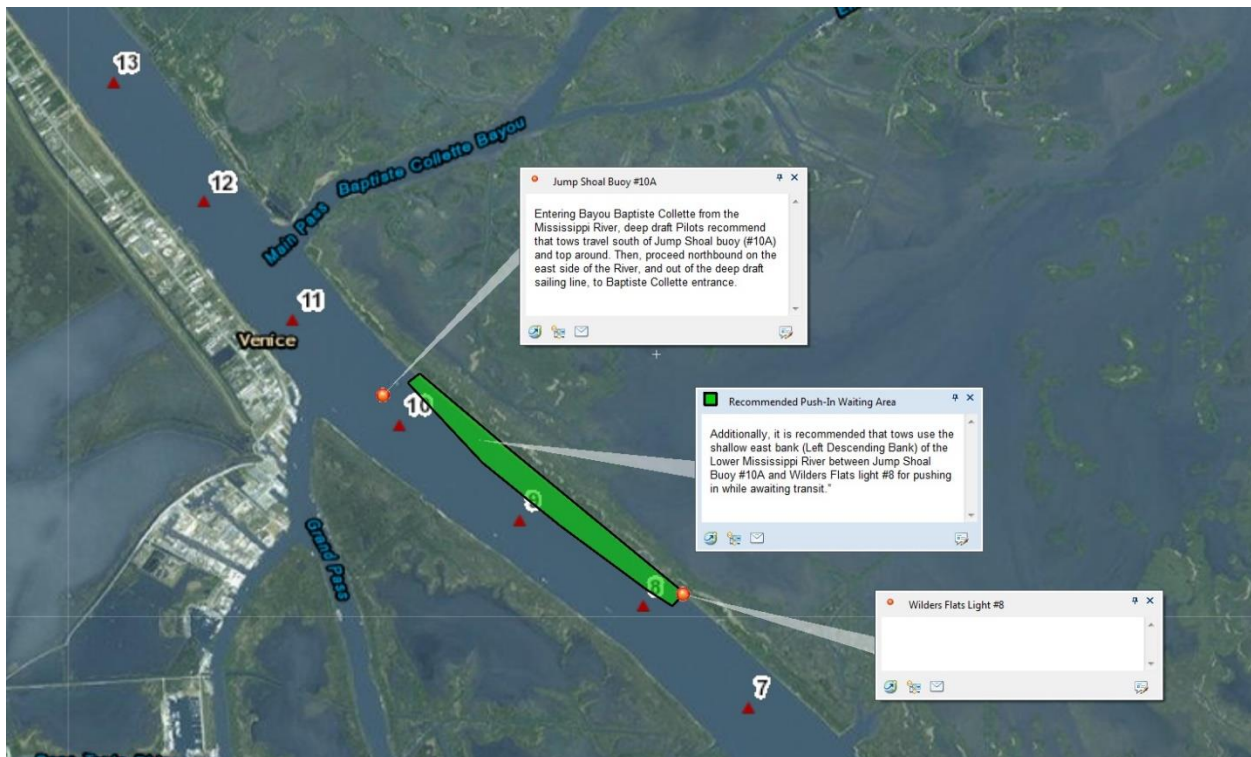 13
12
Baptiste Collette Bayou
Main Pass
Jump Shoal Buoy #10A
Entering Bayou Baptiste Collette from the
Mississippi River, deep draft Pilots recommend
that tows travel south of Jump Shoal buoy (#10A)
and top around. Then, proceed northbound on the
east side of the River, and out of the deep draft
sailing line, to Baptiste Collette entrance.
11
Venice
10
Recommended Push-In Waiting Area
Additionally, it is recommended that tows use the
shallow east bank (Left Descending Bank) of the
Lower Mississippi River between Jump Shoal
Buoy #10A and Wilders Flats light #8 for pushing
in while awaiting transit."
9
Grand Pass
8
Wilders Flats Light #8
7